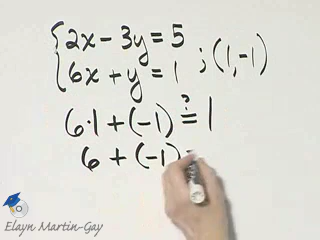 2x - 3y = 5
6x + y = 1 ; (1, -1)
6·1 + (-1) ≟ 1
6 + (-1)
Elayn Martin-Gay